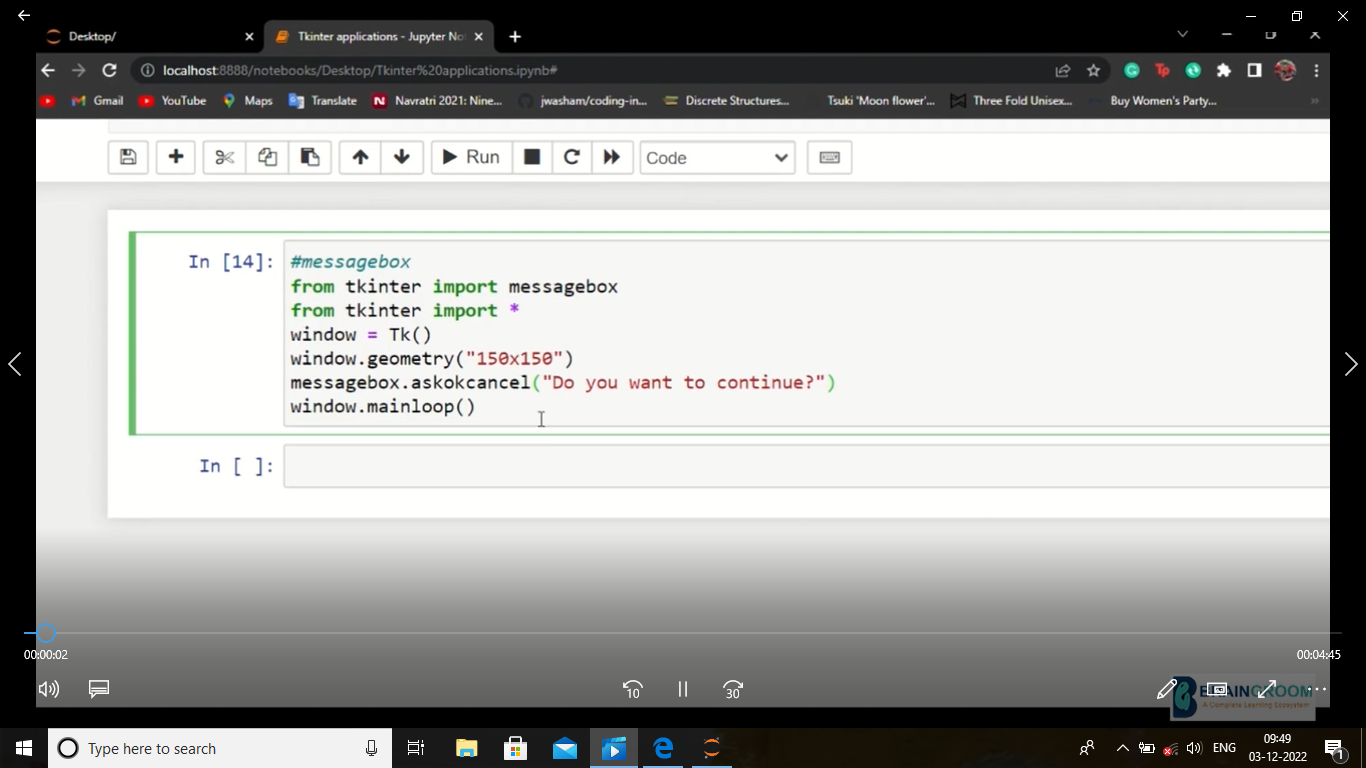 Desktop/
Tkinter applications - Jupyter No
localhost:8888/notebooks/Desktop/Tkinter%20applications.ipynb#
Tp
Gmail YouTube Maps Translate N Navratri 2021: Nine... jwasham/coding-in... Discrete Structures... Tsuki 'Moon flower'... Three Fold Unisex... Buy Women's Party... »
Run Code
In [14]: #messagebox
from tkinter import messagebox
from tkinter import *
window = Tk()
window.geometry("150x150")
messagebox.askokcancel("Do you want to continue?")
window.mainloop()
In [ ]:
00:00:02 00:04:45
10 30
BRAINGROOM
A Complete Learning Ecosystem
Type here to search
ENG
09:49
03-12-2022
1